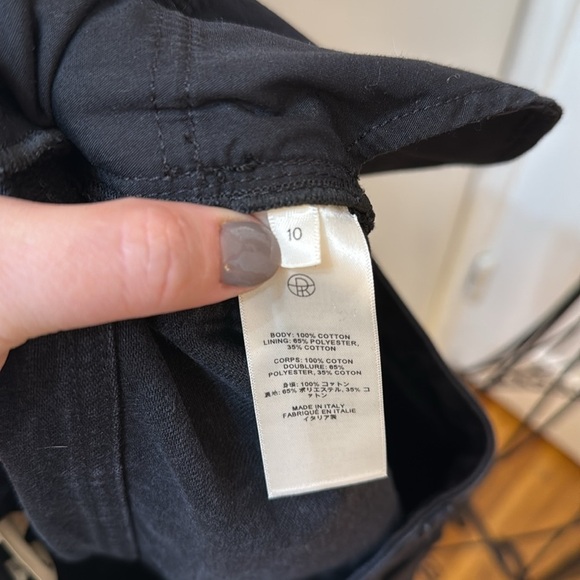 10
BODY: 100% COTTON
LINING: 65% POLYESTER,
35% COTTON
CORPS: 100% COTON
DOUBLURE: 65%
POLYESTER, 35% COTON
身頃: 100% コットン
裏地: 65% ポリエステル, 35% コ
ットン
MADE IN ITALY
FABRIQUÉ EN ITALIE
イタリア製